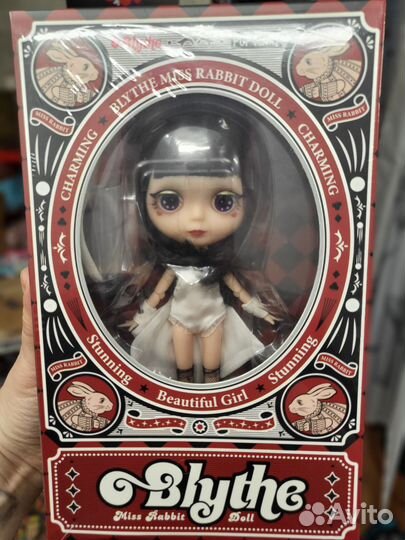 Blythe
BLYTHE MISS RABBIT DOLL
CHARMING
CHARMING
MISS RABBIT
MISS RABBIT
MISS RABBIT
MISS RABBIT
Stunning
Beautiful Girl
Stunning
Blythe
Miss Rabbit Doll
Avito